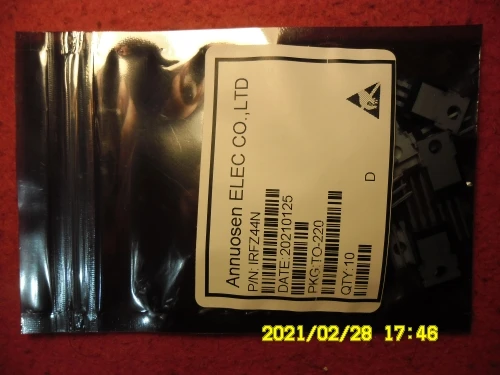 Annuosen ELEC CO.,LTD
P/N: IRFZ44N
DATE:20210125
PKG:TO-220
QTY: 10
D
2021/02/28 17:46